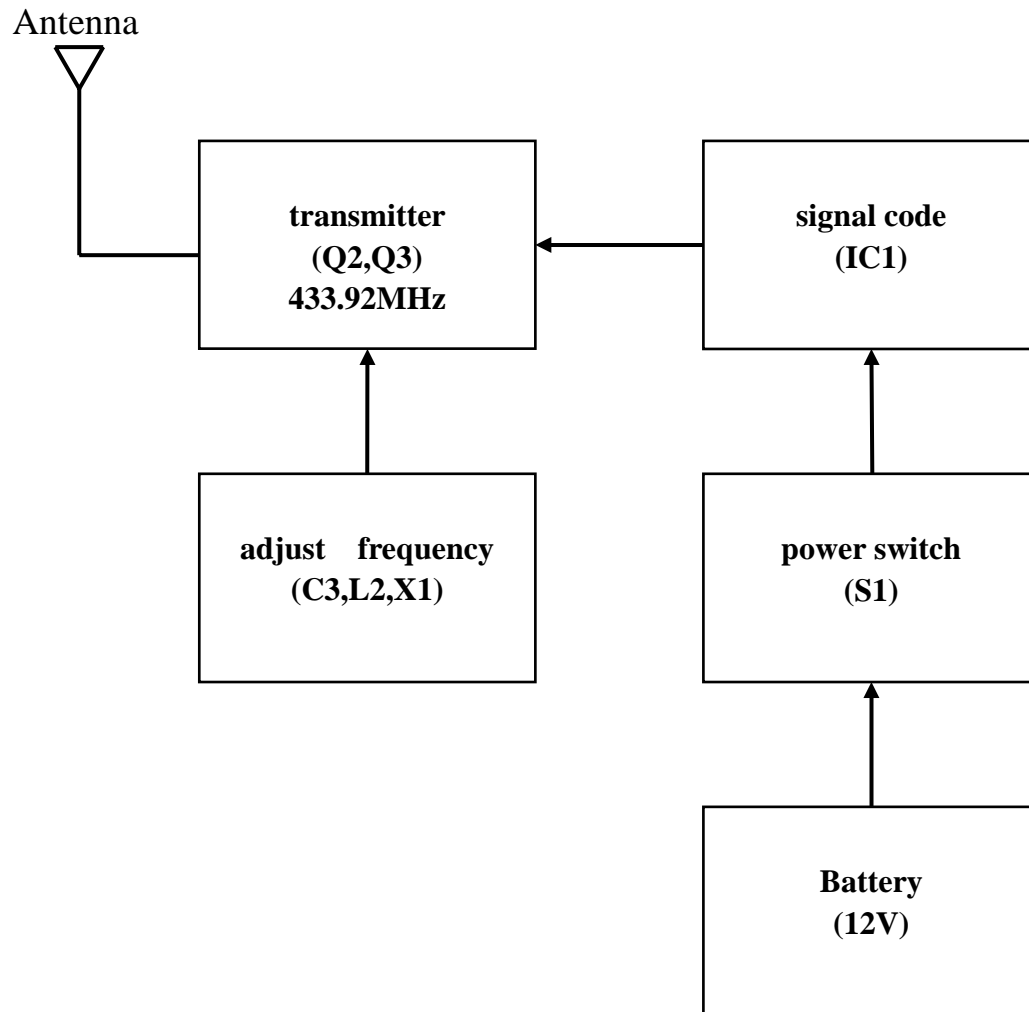 Antenna
transmitter
(Q2,Q3)
433.92MHz
signal code
(IC1)
adjust frequency
(C3,L2,X1)
power switch
(S1)
Battery
(12V)